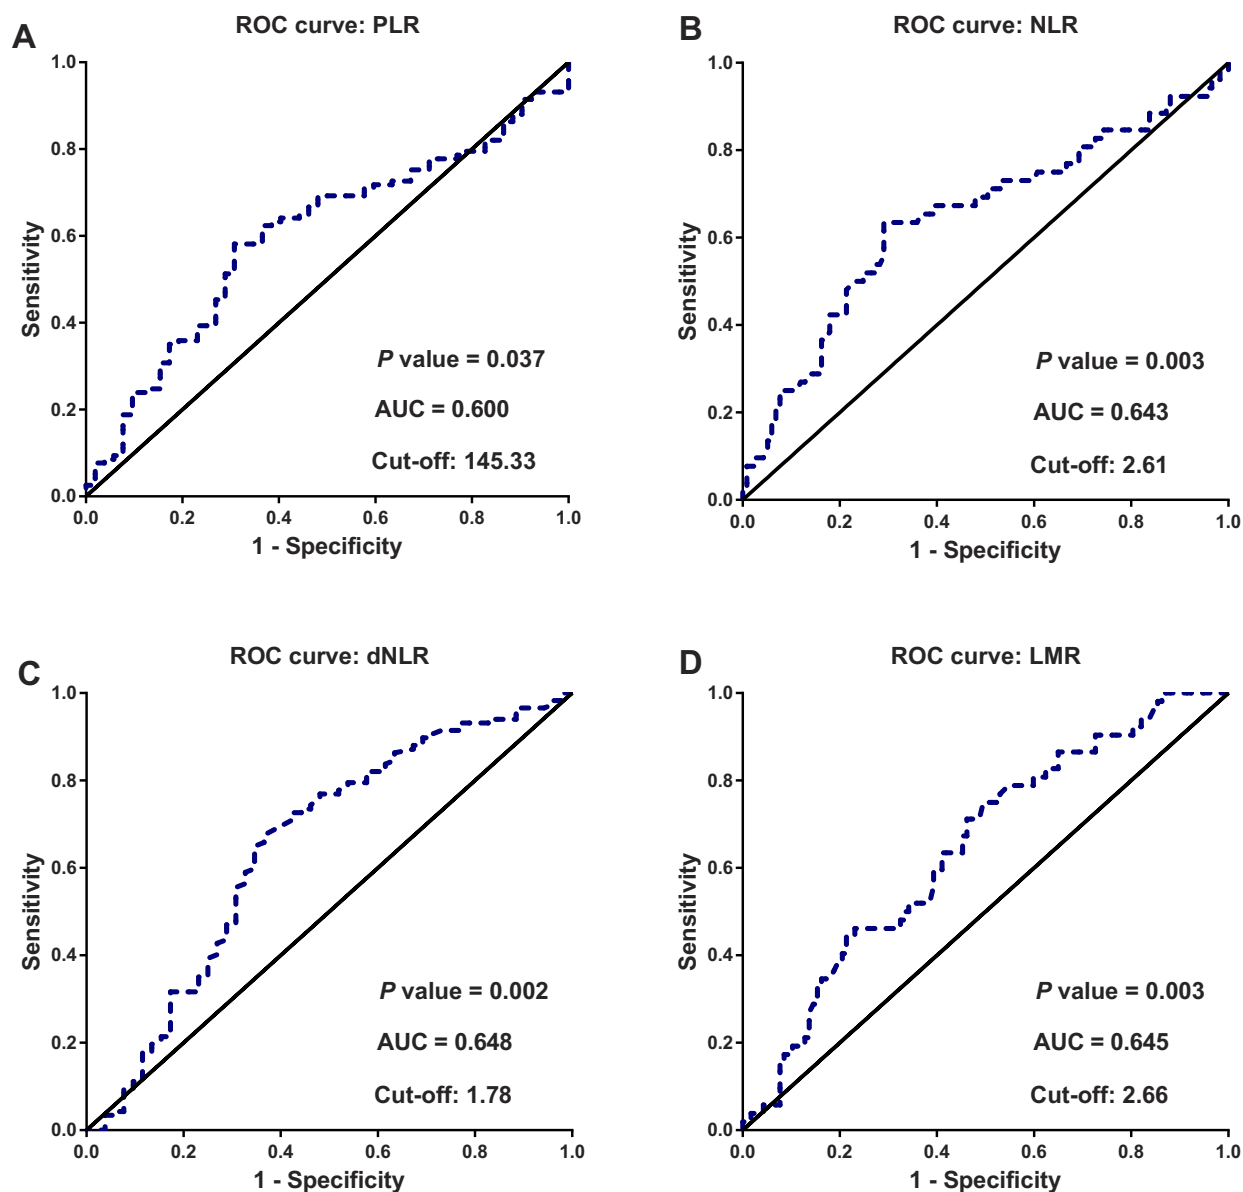 A
ROC curve: PLR
1.0
0.8
0.6
0.4
0.2
0.0
Sensitivity
P value = 0.037
AUC = 0.600
Cut-off: 145.33
0.0 0.2 0.4 0.6 0.8 1.0
1 - Specificity
B
ROC curve: NLR
1.0
0.8
0.6
0.4
0.2
0.0
Sensitivity
P value = 0.003
AUC = 0.643
Cut-off: 2.61
0.0 0.2 0.4 0.6 0.8 1.0
1 - Specificity
C
ROC curve: dNLR
1.0
0.8
0.6
0.4
0.2
0.0
Sensitivity
P value = 0.002
AUC = 0.648
Cut-off: 1.78
0.0 0.2 0.4 0.6 0.8 1.0
1 - Specificity
D
ROC curve: LMR
1.0
0.8
0.6
0.4
0.2
0.0
Sensitivity
P value = 0.003
AUC = 0.645
Cut-off: 2.66
0.0 0.2 0.4 0.6 0.8 1.0
1 - Specificity